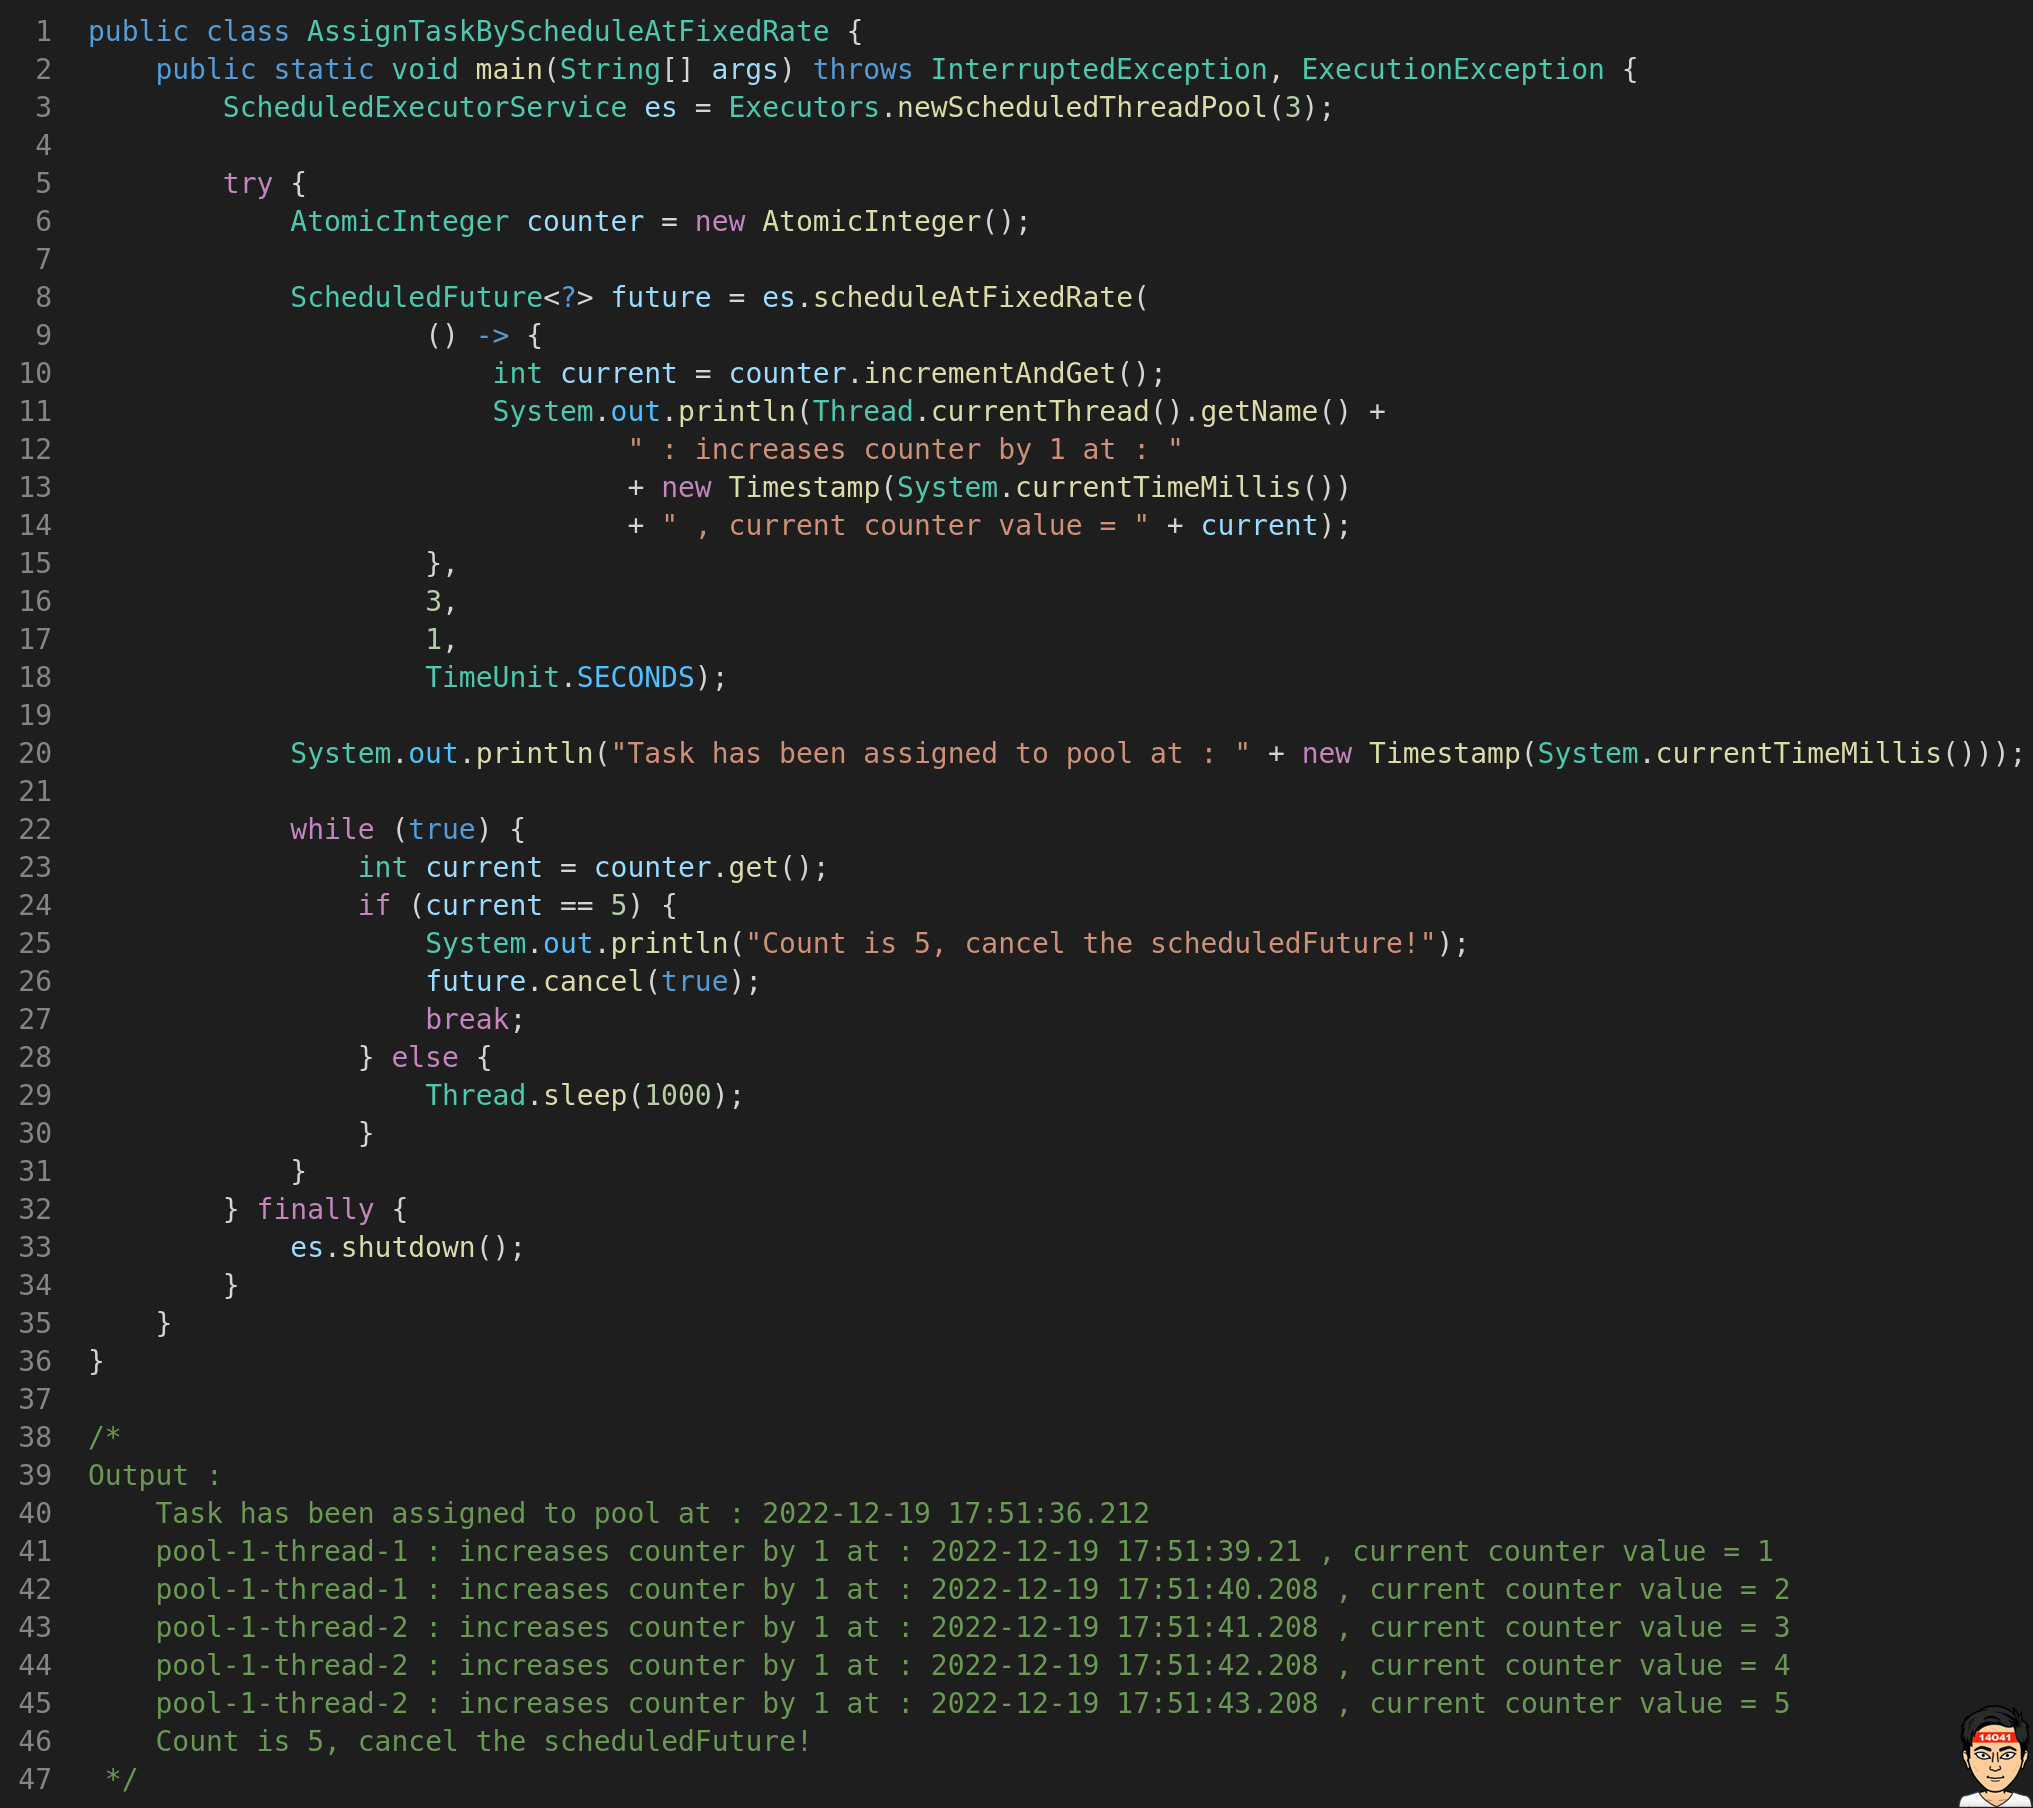 1 public class AssignTaskByScheduleAtFixedRate {
2     public static void main(String[] args) throws InterruptedException, ExecutionException {
3         ScheduledExecutorService es = Executors.newScheduledThreadPool(3);
4
5         try {
6             AtomicInteger counter = new AtomicInteger();
7
8             ScheduledFuture<?> future = es.scheduleAtFixedRate(
9                     () -> {
10                         int current = counter.incrementAndGet();
11                         System.out.println(Thread.currentThread().getName() +
12                                 " : increases counter by 1 at : "
13                                 + new Timestamp(System.currentTimeMillis())
14                                 + " , current counter value = " + current);
15                     },
16                     3,
17                     1,
18                     TimeUnit.SECONDS);
19
20             System.out.println("Task has been assigned to pool at : " + new Timestamp(System.currentTimeMillis()));
21
22             while (true) {
23                 int current = counter.get();
24                 if (current == 5) {
25                     System.out.println("Count is 5, cancel the scheduledFuture!");
26                     future.cancel(true);
27                     break;
28                 } else {
29                     Thread.sleep(1000);
30                 }
31             }
32         } finally {
33             es.shutdown();
34         }
35     }
36 }
37
38 /*
39 Output :
40     Task has been assigned to pool at : 2022-12-19 17:51:36.212
41     pool-1-thread-1 : increases counter by 1 at : 2022-12-19 17:51:39.21 , current counter value = 1
42     pool-1-thread-1 : increases counter by 1 at : 2022-12-19 17:51:40.208 , current counter value = 2
43     pool-1-thread-2 : increases counter by 1 at : 2022-12-19 17:51:41.208 , current counter value = 3
44     pool-1-thread-2 : increases counter by 1 at : 2022-12-19 17:51:42.208 , current counter value = 4
45     pool-1-thread-2 : increases counter by 1 at : 2022-12-19 17:51:43.208 , current counter value = 5
46     Count is 5, cancel the scheduledFuture!
47  */
14041